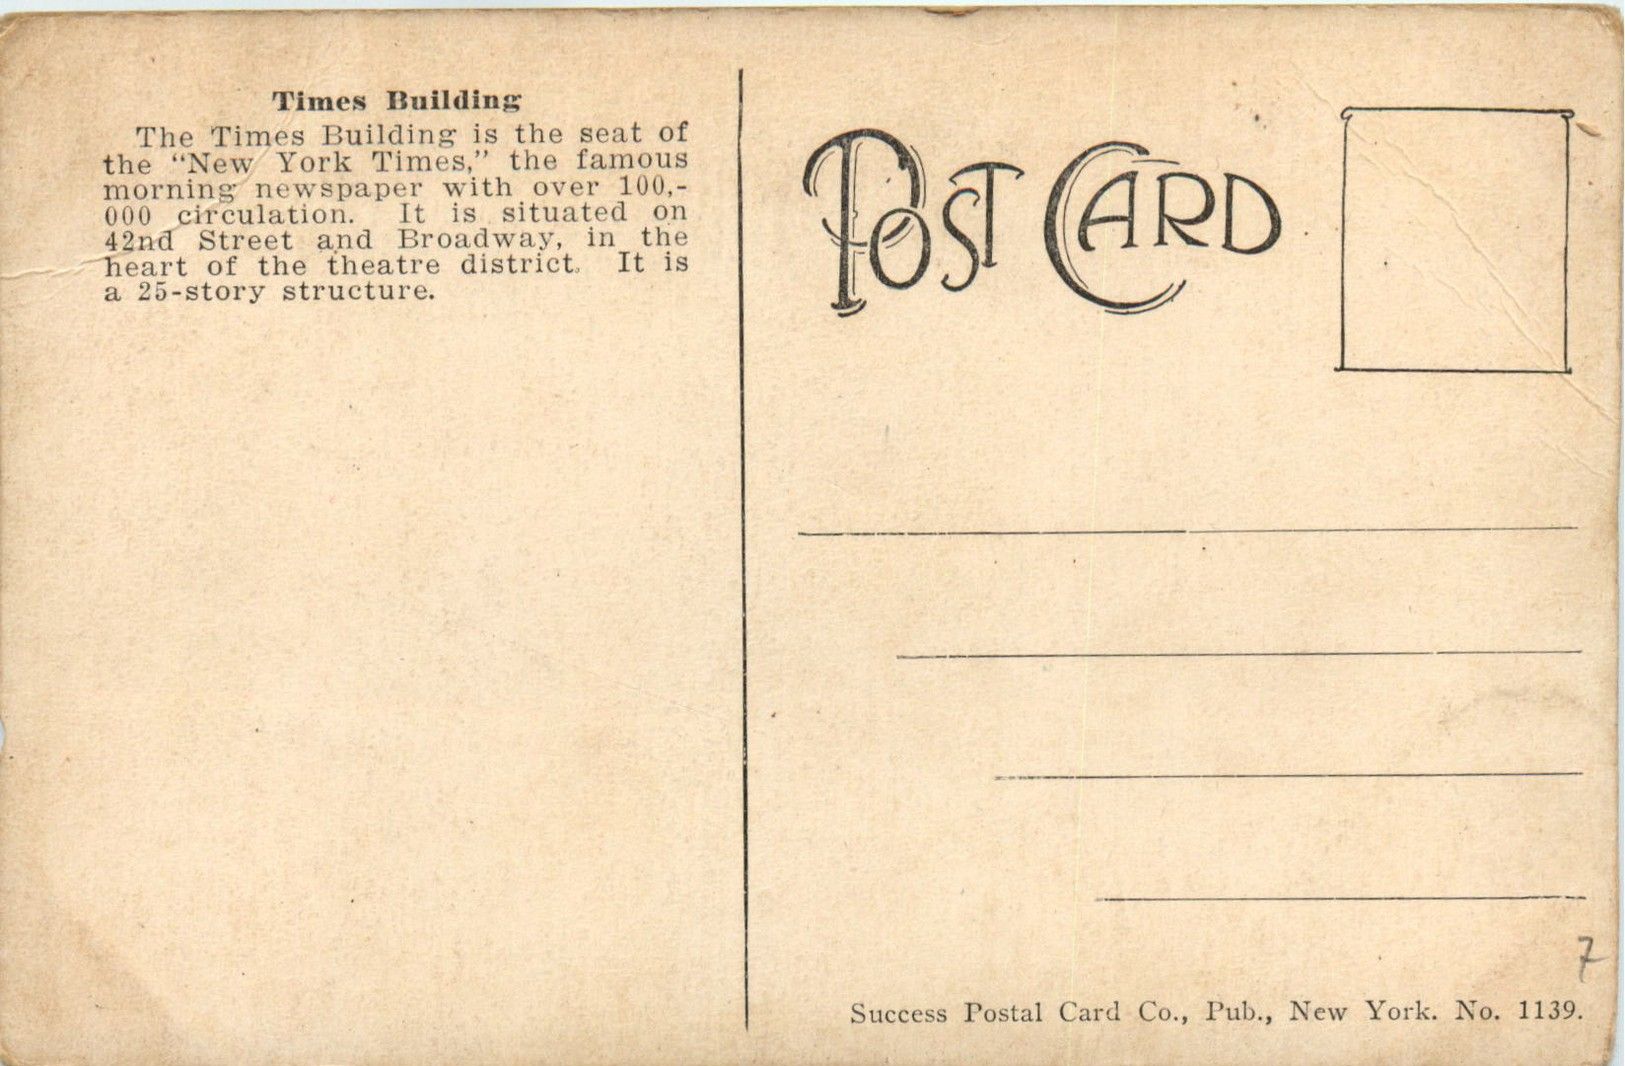 Times Building
The Times Building is the seat of
the “New York Times,” the famous
morning newspaper with over 100,-
000 circulation. It is situated on
42nd Street and Broadway, in the
heart of the theatre district. It is
a 25-story structure.
POST CARD
7
Success Postal Card Co., Pub., New York. No. 1139.